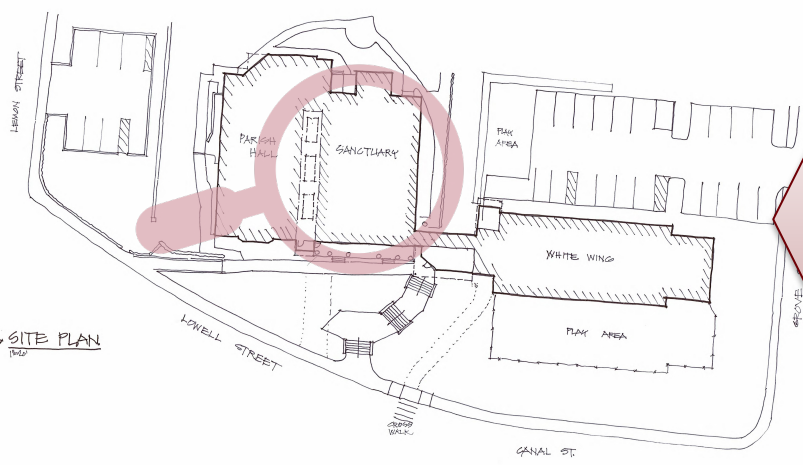 LEMON STREET
PARISH
HALL
SANCTUARY
PLAY
AREA
WHITE WING
PLAY AREA
SITE PLAN
LOWELL STREET
CROSS
WALK
CANAL ST.
GROVE